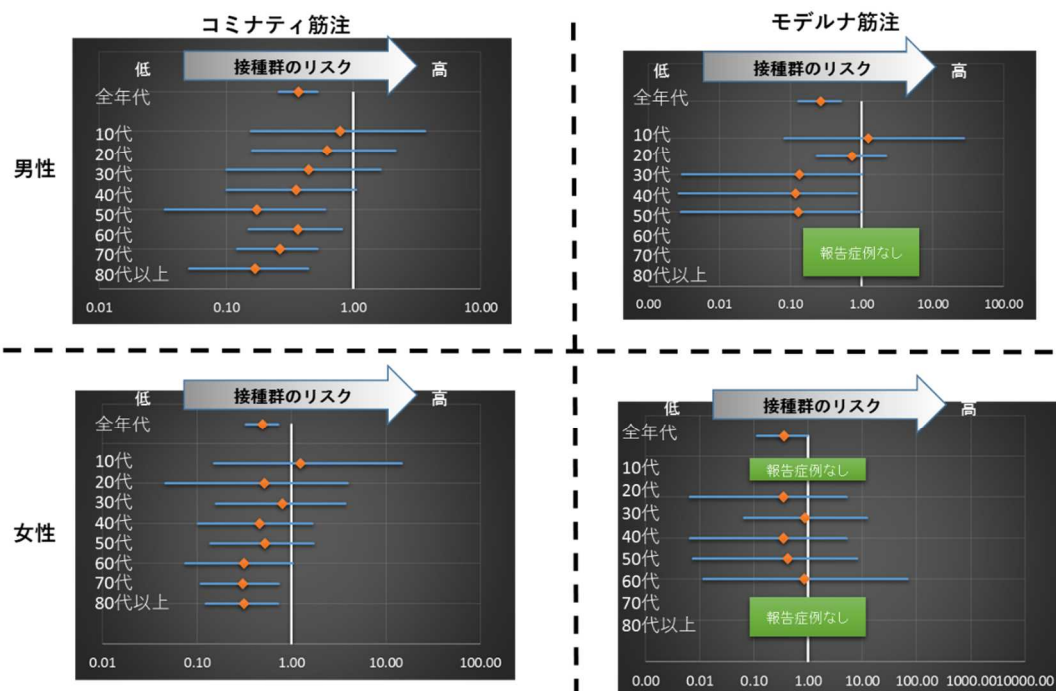 コミナティ筋注
モデルナ筋注
男性
低
接種群のリスク
高
全年代
10代
20代
30代
40代
50代
60代
70代
80代以上
0.01 0.10 1.00 10.00
低
接種群のリスク
高
全年代
10代
20代
30代
40代
50代
60代
70代
80代以上
報告症例なし
0.00 0.01 0.10 1.00 10.00 100.00
女性
低
接種群のリスク
高
全年代
10代
20代
30代
40代
50代
60代
70代
80代以上
0.01 0.10 1.00 10.00 100.00
低
接種群のリスク
高
全年代
10代
報告症例なし
20代
30代
40代
50代
60代
70代
80代以上
報告症例なし
0.00 0.01 0.10 1.00 10.00 100.00 1000.00 10000.00